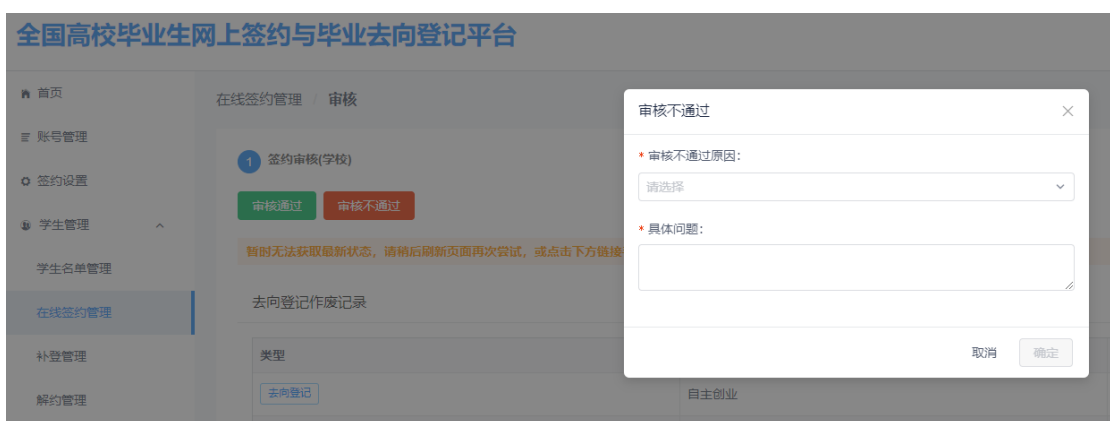 全国高校毕业生网上签约与毕业去向登记平台
首页
账号管理
签约设置
学生管理
学生名单管理
在线签约管理
补登管理
解约管理
在线签约管理 / 审核
1 签约审核(学校)
审核通过 审核不通过
暂时无法获取最新状态，请稍后刷新页面再次尝试，或点击下方链接
去向登记作废记录
类型
去向登记 自主创业
审核不通过
* 审核不通过原因：
请选择
* 具体问题：
取消 确定